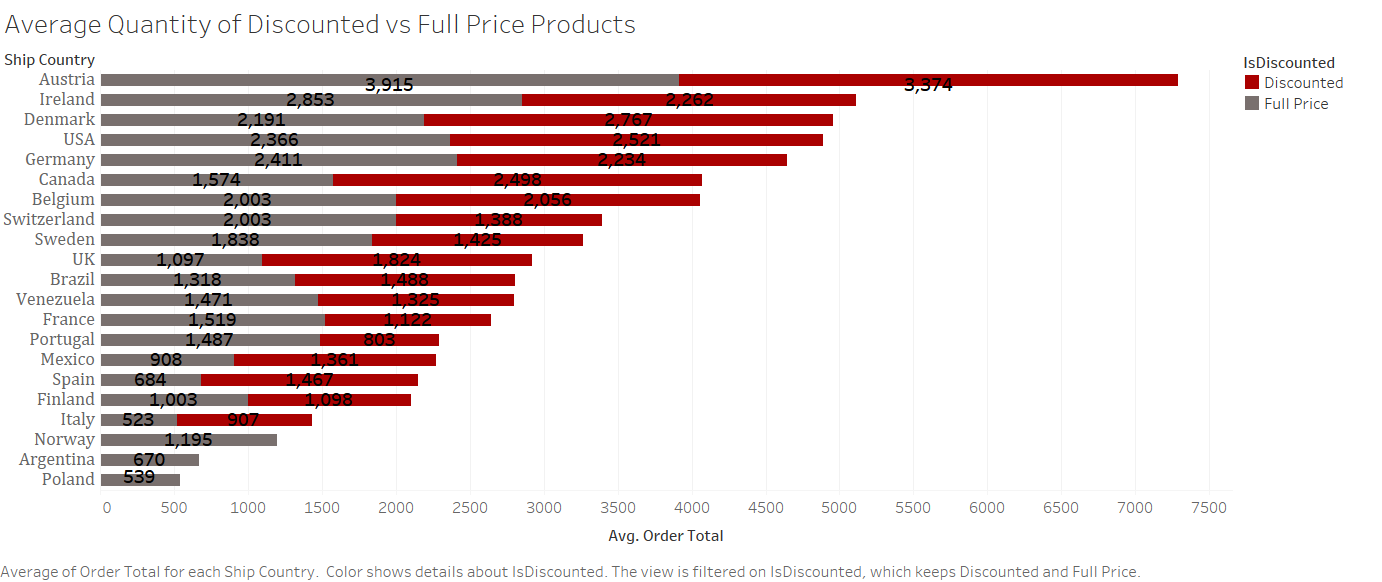 Average Quantity of Discounted vs Full Price Products
Ship Country
Austria 3,915 3,374
Ireland 2,853 2,262
Denmark 2,191 2,767
USA 2,366 2,521
Germany 2,411 2,234
Canada 1,574 2,498
Belgium 2,003 2,056
Switzerland 2,003 1,388
Sweden 1,838 1,425
UK 1,097 1,824
Brazil 1,318 1,488
Venezuela 1,471 1,325
France 1,519 1,122
Portugal 1,487 803
Mexico 908 1,361
Spain 684 1,467
Finland 1,003 1,098
Italy 523 907
Norway 1,195
Argentina 670
Poland 539
0 500 1000 1500 2000 2500 3000 3500 4000 4500 5000 5500 6000 6500 7000 7500
Avg. Order Total
IsDiscounted
Discounted
Full Price
Average of Order Total for each Ship Country. Color shows details about IsDiscounted. The view is filtered on IsDiscounted, which keeps Discounted and Full Price.